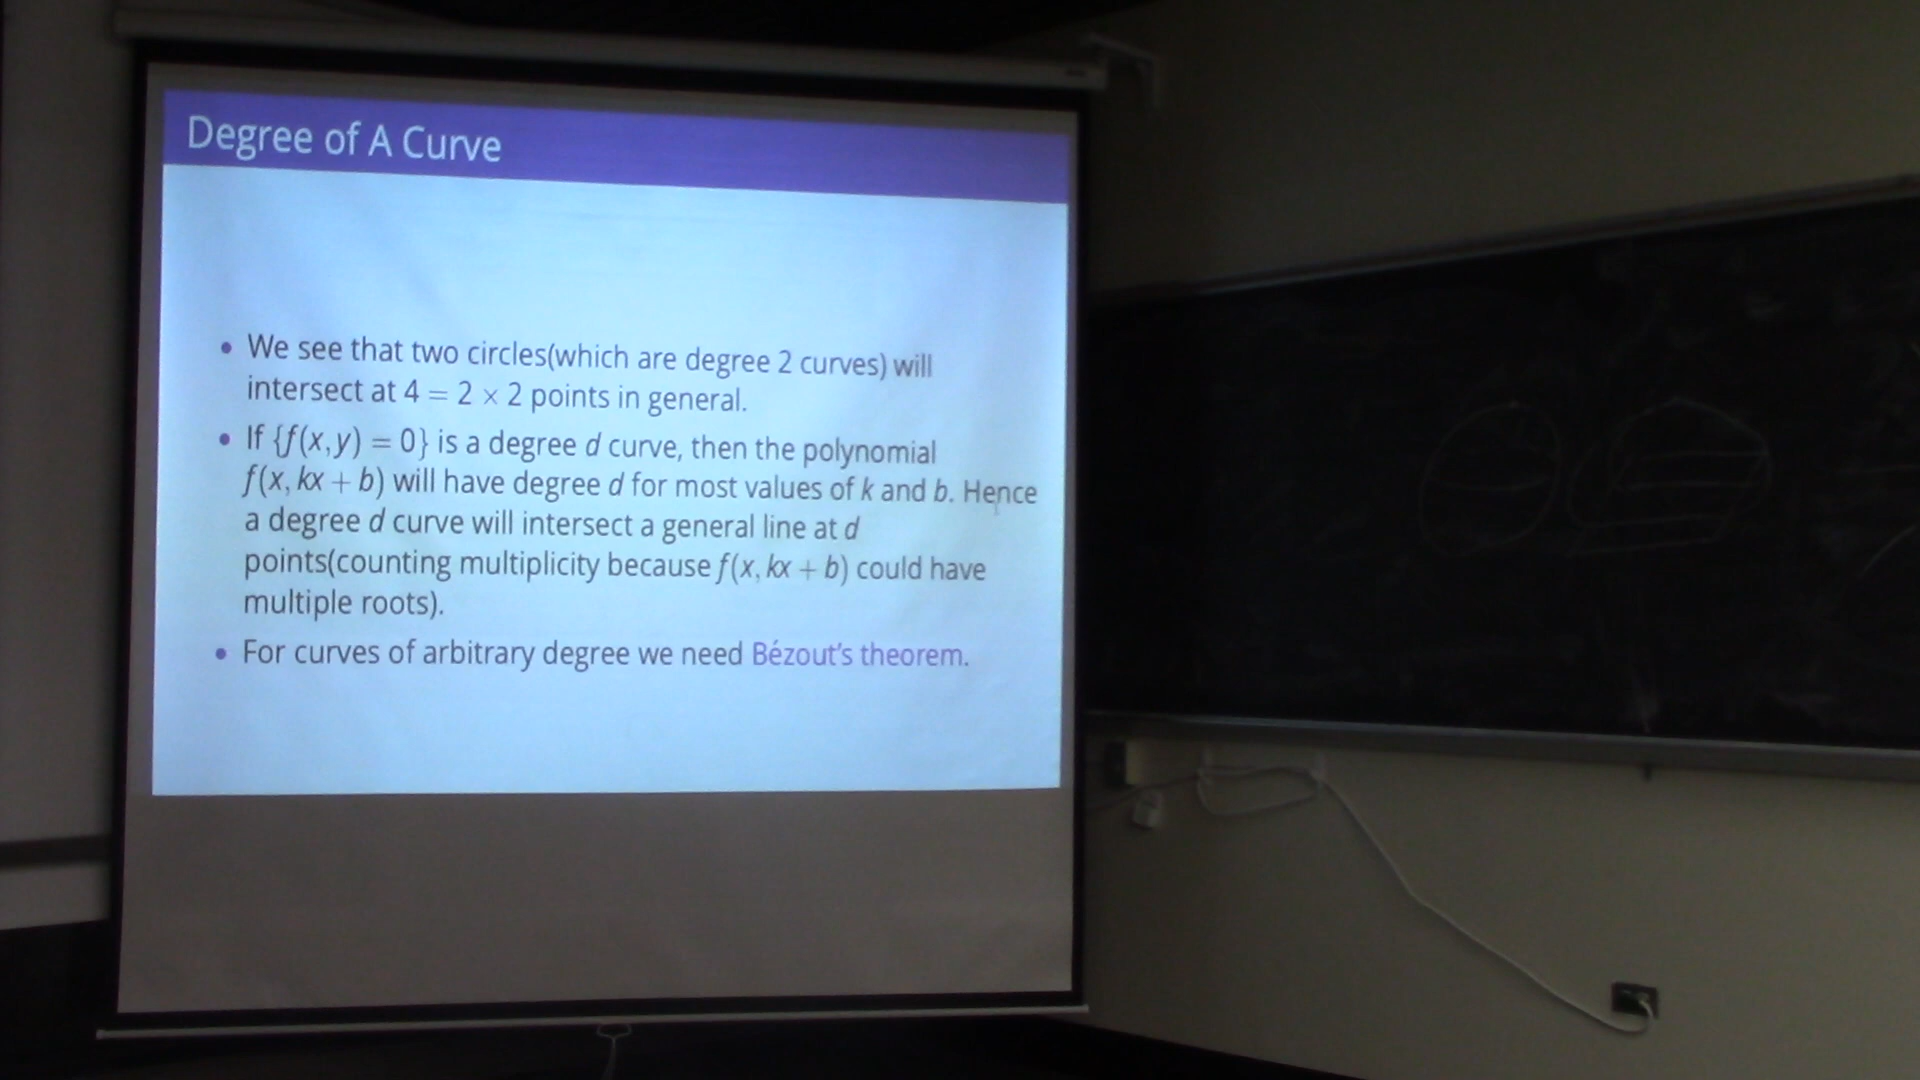 Degree of A Curve
• We see that two circles(which are degree 2 curves) will
intersect at 4 = 2 × 2 points in general.
• If {f(x,y) = 0} is a degree d curve, then the polynomial
f(x, kx + b) will have degree d for most values of k and b. Hence
a degree d curve will intersect a general line at d
points(counting multiplicity because f(x, kx + b) could have
multiple roots).
• For curves of arbitrary degree we need Bézout's theorem.